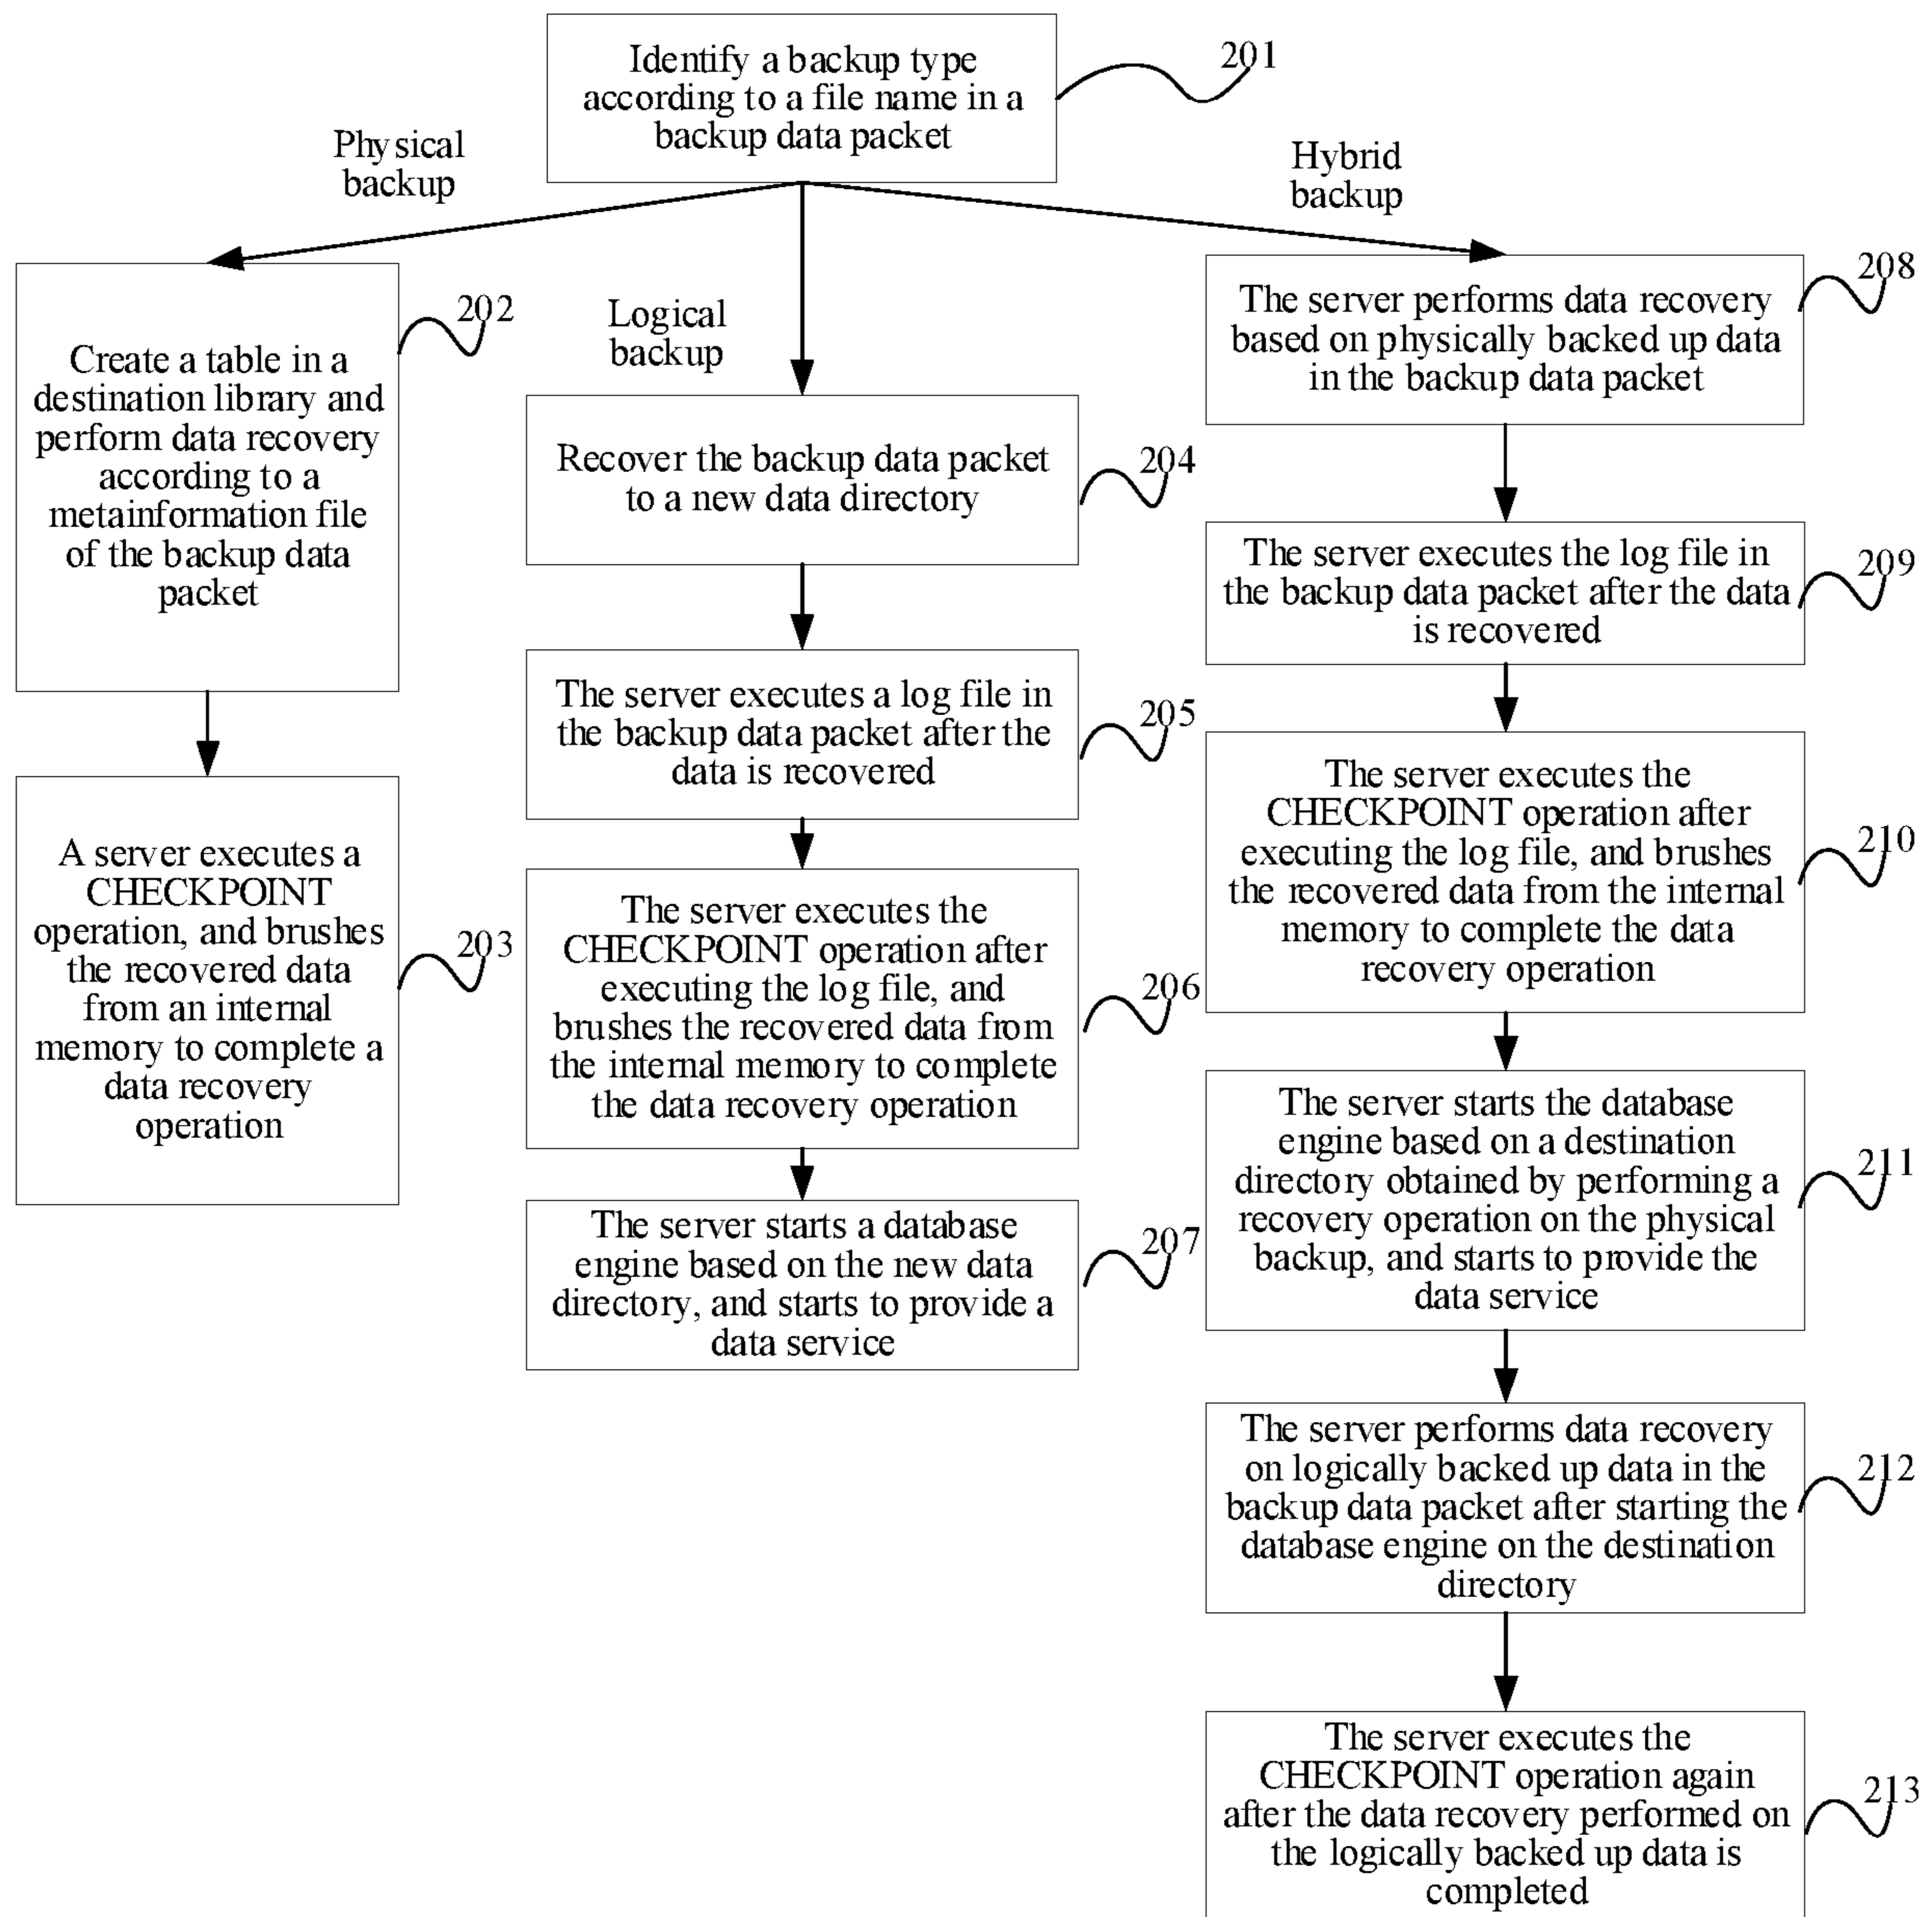 Identify a backup type
according to a file name in a
backup data packet
201
Physical
backup
Logical
backup
Hybrid
backup
Create a table in a
destination library and
perform data recovery
according to a
metainformation file
of the backup data
packet
202
A server executes a
CHECKPOINT
operation, and brushes
the recovered data
from an internal
memory to complete a
data recovery
operation
203
Recover the backup data packet
to a new data directory
204
The server executes a log file in
the backup data packet after the
data is recovered
205
The server executes the
CHECKPOINT operation after
executing the log file, and
brushes the recovered data from
the internal memory to complete
the data recovery operation
206
The server starts a database
engine based on the new data
directory, and starts to provide a
data service
207
The server performs data recovery
based on physically backed up data
in the backup data packet
208
The server executes the log file in
the backup data packet after the data
is recovered
209
The server executes the
CHECKPOINT operation after
executing the log file, and brushes
the recovered data from the internal
memory to complete the data
recovery operation
210
The server starts the database
engine based on a destination
directory obtained by performing a
recovery operation on the physical
backup, and starts to provide the
data service
211
The server performs data recovery
on logically backed up data in the
backup data packet after starting the
database engine on the destination
directory
212
The server executes the
CHECKPOINT operation again
after the data recovery performed on
the logically backed up data is
completed
213